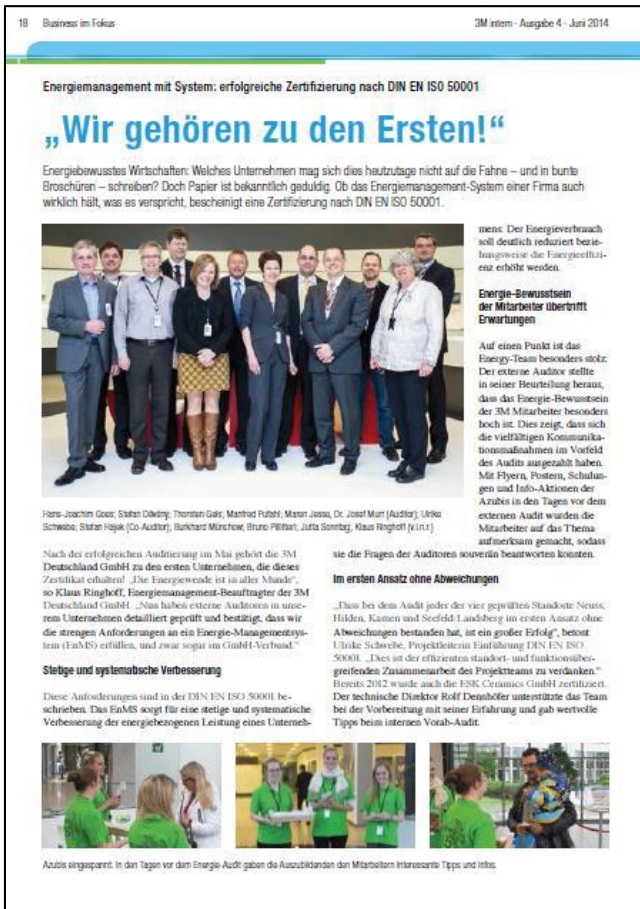 18 Business im Fokus
3M intern · Ausgabe 4 · Juni 2014
Energiemanagement mit System: erfolgreiche Zertifizierung nach DIN EN ISO 50001
„Wir gehören zu den Ersten!“
Energiebewusstes Wirtschaften: Welches Unternehmen mag sich dies heutzutage nicht auf die Fahne – und in bunte
Broschüren – schreiben? Doch Papier ist bekanntlich geduldig. Ob das Energiemanagement-System einer Firma auch
wirklich hält, was es verspricht, bescheinigt eine Zertifizierung nach DIN EN ISO 50001.
Hans-Joachim Goes; Stefan Döwény; Thorsten Gais; Manfred Pufahl; Maren Jessu, Dr. Josef Murr (Auditor); Ulrike
Schwebe; Stefan Hajek (Co-Auditor); Burkhard Münchow, Bruno Pillitteri; Jutta Sonntag; Klaus Ringhoff (v.l.n.r.)
Nach der erfolgreichen Auditierung im Mai gehört die 3M
Deutschland GmbH zu den ersten Unternehmen, die dieses
Zertifikat erhalten! „Die Energiewende ist in aller Munde“,
so Klaus Ringhoff, Energiemanagement-Beauftragter der 3M
Deutschland GmbH. „Nun haben externe Auditoren in unse-
rem Unternehmen detailliert geprüft und bestätigt, dass wir
die strengen Anforderungen an ein Energie-Managementsys-
tem (EnMS) erfüllen, und zwar sogar im GmbH-Verbund.“
Stetige und systematische Verbesserung
Diese Anforderungen sind in der DIN EN ISO 50001 be-
schrieben. Das EnMS sorgt für eine stetige und systematische
Verbesserung der energiebezogenen Leistung eines Unterneh-
mens: Der Energieverbrauch
soll deutlich reduziert bezie-
hungsweise die Energieeffizi-
enz erhöht werden.
Energie-Bewusstsein
der Mitarbeiter übertrifft
Erwartungen
Auf einen Punkt ist das
Energy-Team besonders stolz:
Der externe Auditor stellte
in seiner Beurteilung heraus,
dass das Energie-Bewusstsein
der 3M Mitarbeiter besonders
hoch ist. Dies zeigt, dass sich
die vielfältigen Kommunika-
tionsmaßnahmen im Vorfeld
des Audits ausgezahlt haben.
Mit Flyern, Postern, Schulun-
gen und Info-Aktionen der
Azubis in den Tagen vor dem
externen Audit wurden die
Mitarbeiter auf das Thema
aufmerksam gemacht, sodass
sie die Fragen der Auditoren souverän beantworten konnten.
Im ersten Ansatz ohne Abweichungen
„Dass bei dem Audit jeder der vier geprüften Standorte Neuss,
Hilden, Kamen und Seefeld/Landsberg im ersten Ansatz ohne
Abweichungen bestanden hat, ist ein großer Erfolg“, betont
Ulrike Schwebe, Projektleiterin Einführung DIN EN ISO
50001. „Dies ist der effizienten standort- und funktionsüber-
greifenden Zusammenarbeit des Projektteams zu verdanken.“
Bereits 2012 wurde auch die ESK Ceramics GmbH zertifiziert.
Der technische Direktor Rolf Dennhöfer unterstützte das Team
bei der Vorbereitung mit seiner Erfahrung und gab wertvolle
Tipps beim internen Vorab-Audit.
Azubis eingespannt: In den Tagen vor dem Energie-Audit gaben die Auszubildenden den Mitarbeitern interessante Tipps und Infos.